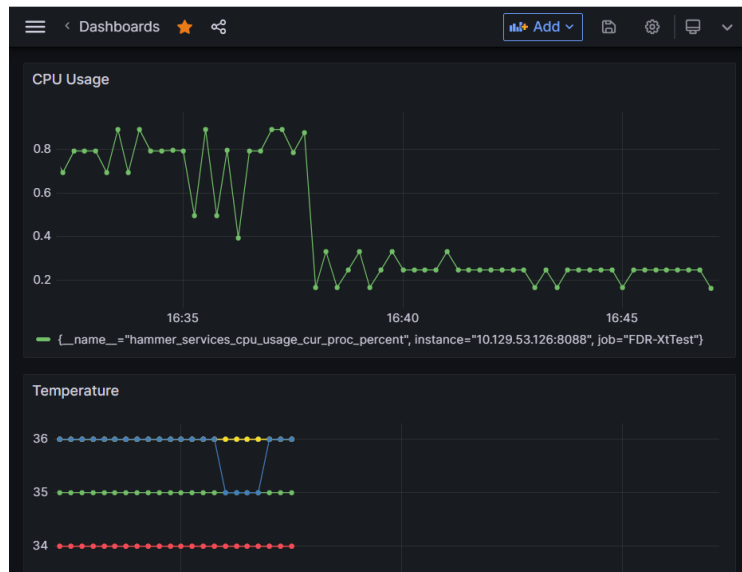 Dashboards
Add
CPU Usage
0.8
0.6
0.4
0.2
16:35 16:40 16:45
{__name__="hammer_services_cpu_usage_cur_proc_percent", instance="10.129.53.126:8088", job="FDR-XtTest"}
Temperature
36
35
34